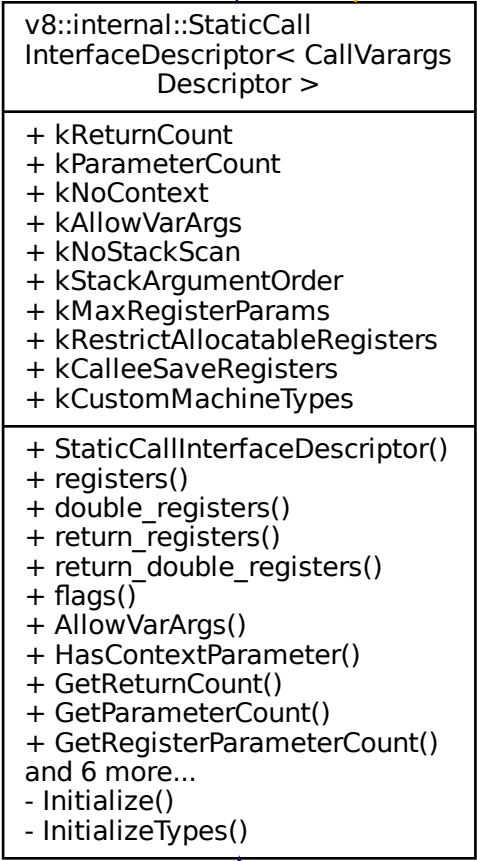 v8::internal::StaticCall
InterfaceDescriptor< CallVarargs
Descriptor >
+ kReturnCount
+ kParameterCount
+ kNoContext
+ kAllowVarArgs
+ kNoStackScan
+ kStackArgumentOrder
+ kMaxRegisterParams
+ kRestrictAllocatableRegisters
+ kCalleeSaveRegisters
+ kCustomMachineTypes
+ StaticCallInterfaceDescriptor()
+ registers()
+ double_registers()
+ return_registers()
+ return_double_registers()
+ flags()
+ AllowVarArgs()
+ HasContextParameter()
+ GetReturnCount()
+ GetParameterCount()
+ GetRegisterParameterCount()
and 6 more...
- Initialize()
- InitializeTypes()